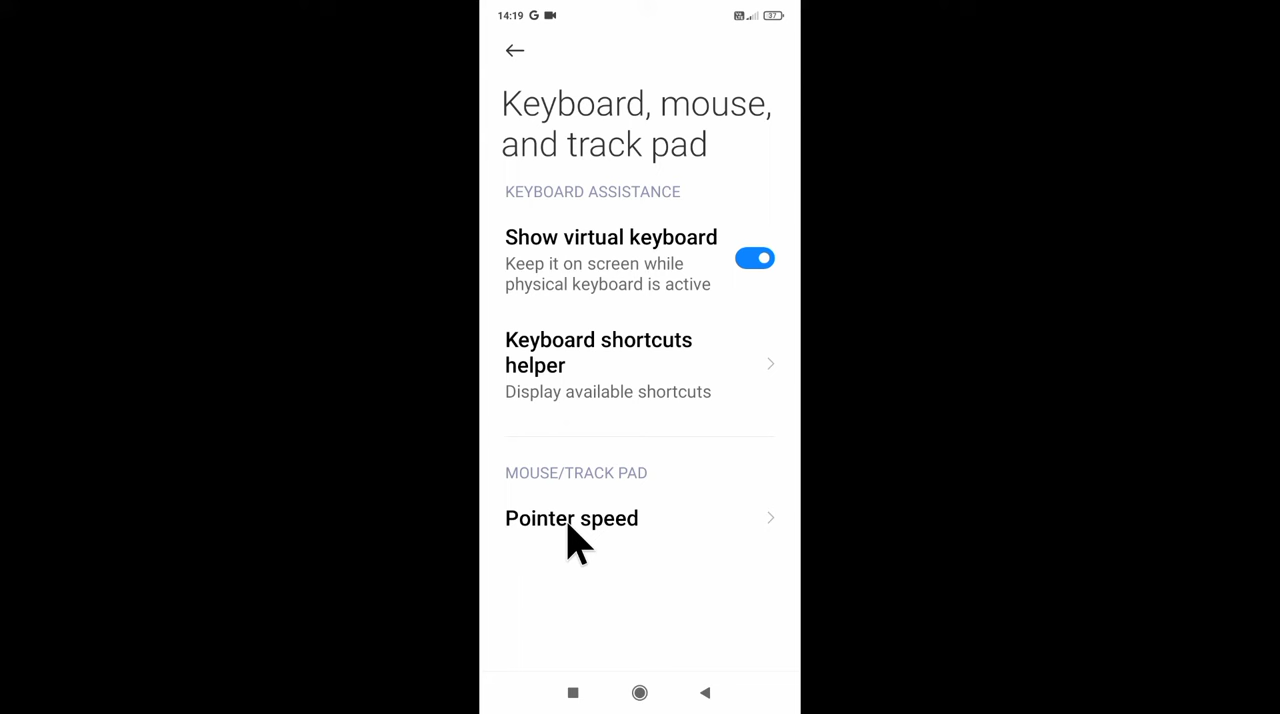 14:19 G 37
Keyboard, mouse,
and track pad
KEYBOARD ASSISTANCE
Show virtual keyboard
Keep it on screen while
physical keyboard is active
Keyboard shortcuts
helper
Display available shortcuts
MOUSE/TRACK PAD
Pointer speed